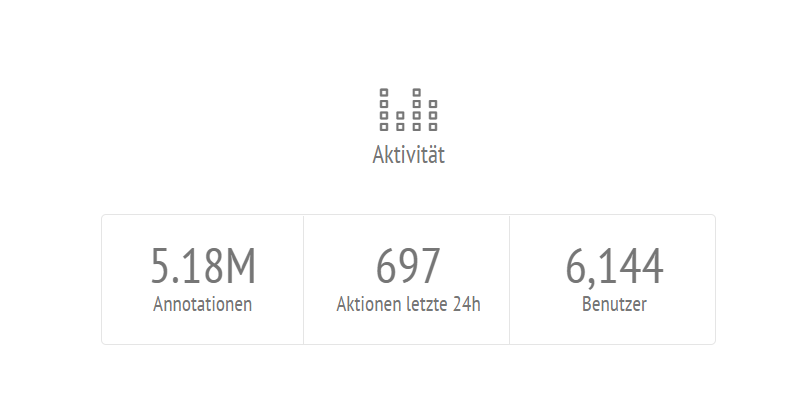 Aktivität
5.18M 697 6,144
Annotationen Aktionen letzte 24h Benutzer